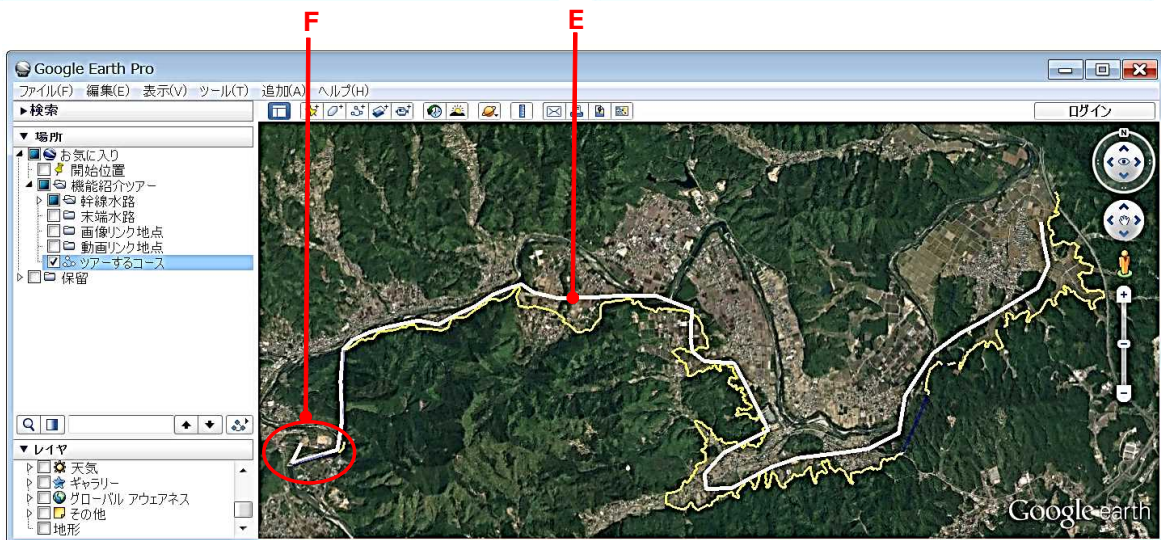 F
E
Google Earth Pro
ファイル(F) 編集(E) 表示(V) ツール(T) 追加(A) ヘルプ(H)
▶検索
ログイン
▼ 場所
お気に入り
開始位置
機能紹介ツアー
幹線水路
末端水路
画像リンク地点
動画リンク地点
ツアーするコース
保留
▼ レイヤ
天気
ギャラリー
グローバル アウェアネス
その他
地形
N
Google earth